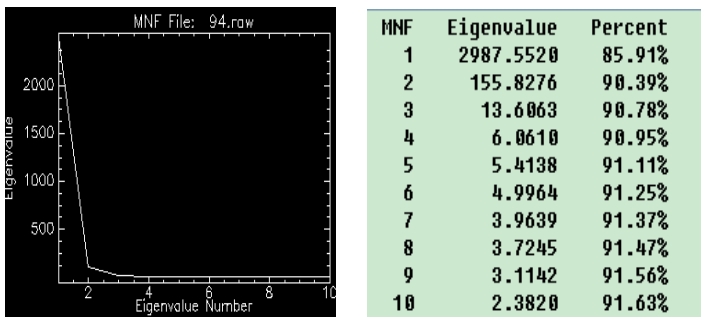 MNF File: 94.raw
2000
1500
1000
500
Eigenvalue
2 4 6 8 10
Eigenvalue Number
MNF Eigenvalue Percent
1 2987.5520 85.91%
2 155.8276 90.39%
3 13.6063 90.78%
4 6.0610 90.95%
5 5.4138 91.11%
6 4.9964 91.25%
7 3.9639 91.37%
8 3.7245 91.47%
9 3.1142 91.56%
10 2.3820 91.63%